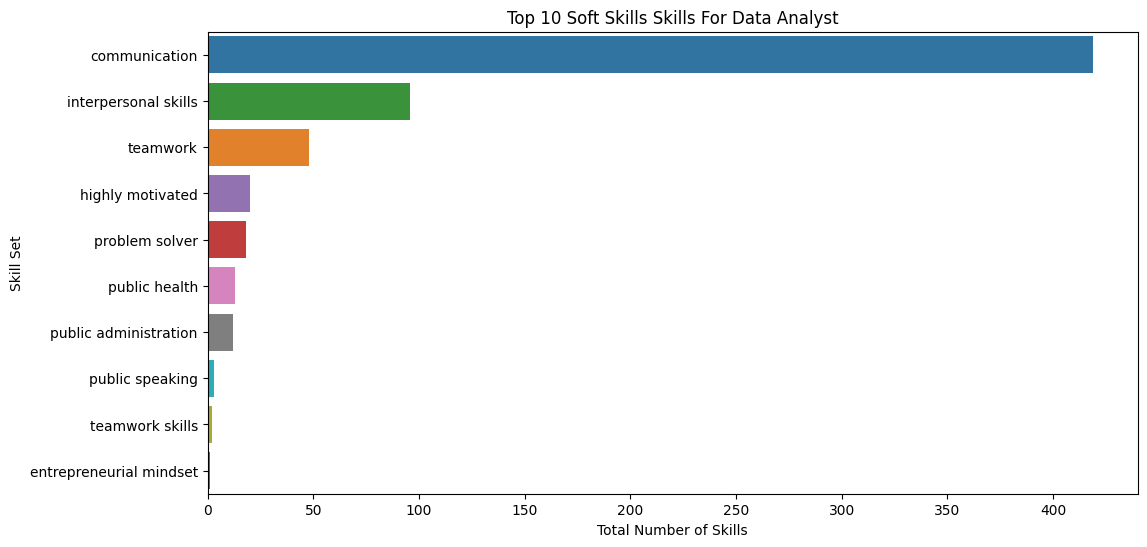 Top 10 Soft Skills Skills For Data Analyst
communication
interpersonal skills
teamwork
highly motivated
problem solver
public health
public administration
public speaking
teamwork skills
entrepreneurial mindset
Skill Set
0 50 100 150 200 250 300 350 400
Total Number of Skills